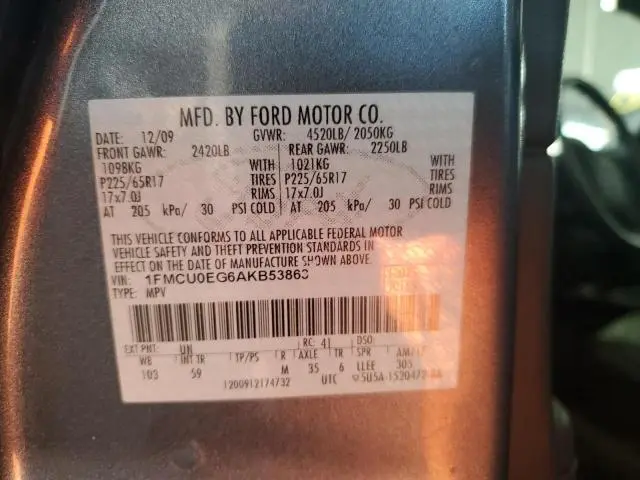 MFD. BY FORD MOTOR CO.
DATE: 12/09 GVWR: 4520LB/ 2050KG
FRONT GAWR: 2420LB REAR GAWR: 2250LB
1098KG WITH 1021KG WITH
P225/65R17 TIRES P225/65R17 TIRES
17x7.0J RIMS 17x7.0J RIMS
AT 205 kPa/ 30 PSI COLD AT 205 kPa/ 30 PSI COLD
THIS VEHICLE CONFORMS TO ALL APPLICABLE FEDERAL MOTOR
VEHICLE SAFETY AND THEFT PREVENTION STANDARDS IN
EFFECT ON THE DATE OF MANUFACTURE SHOWN ABOVE.
VIN: 1FMCU0EG6AKB53863
TYPE: MPV
EXT PNT: UN RC: 41 DSO:
WB INT TR TP/PS R AXLE TR SPR
103 59 M 35 6 LLEE 305
1200912174732 UTC